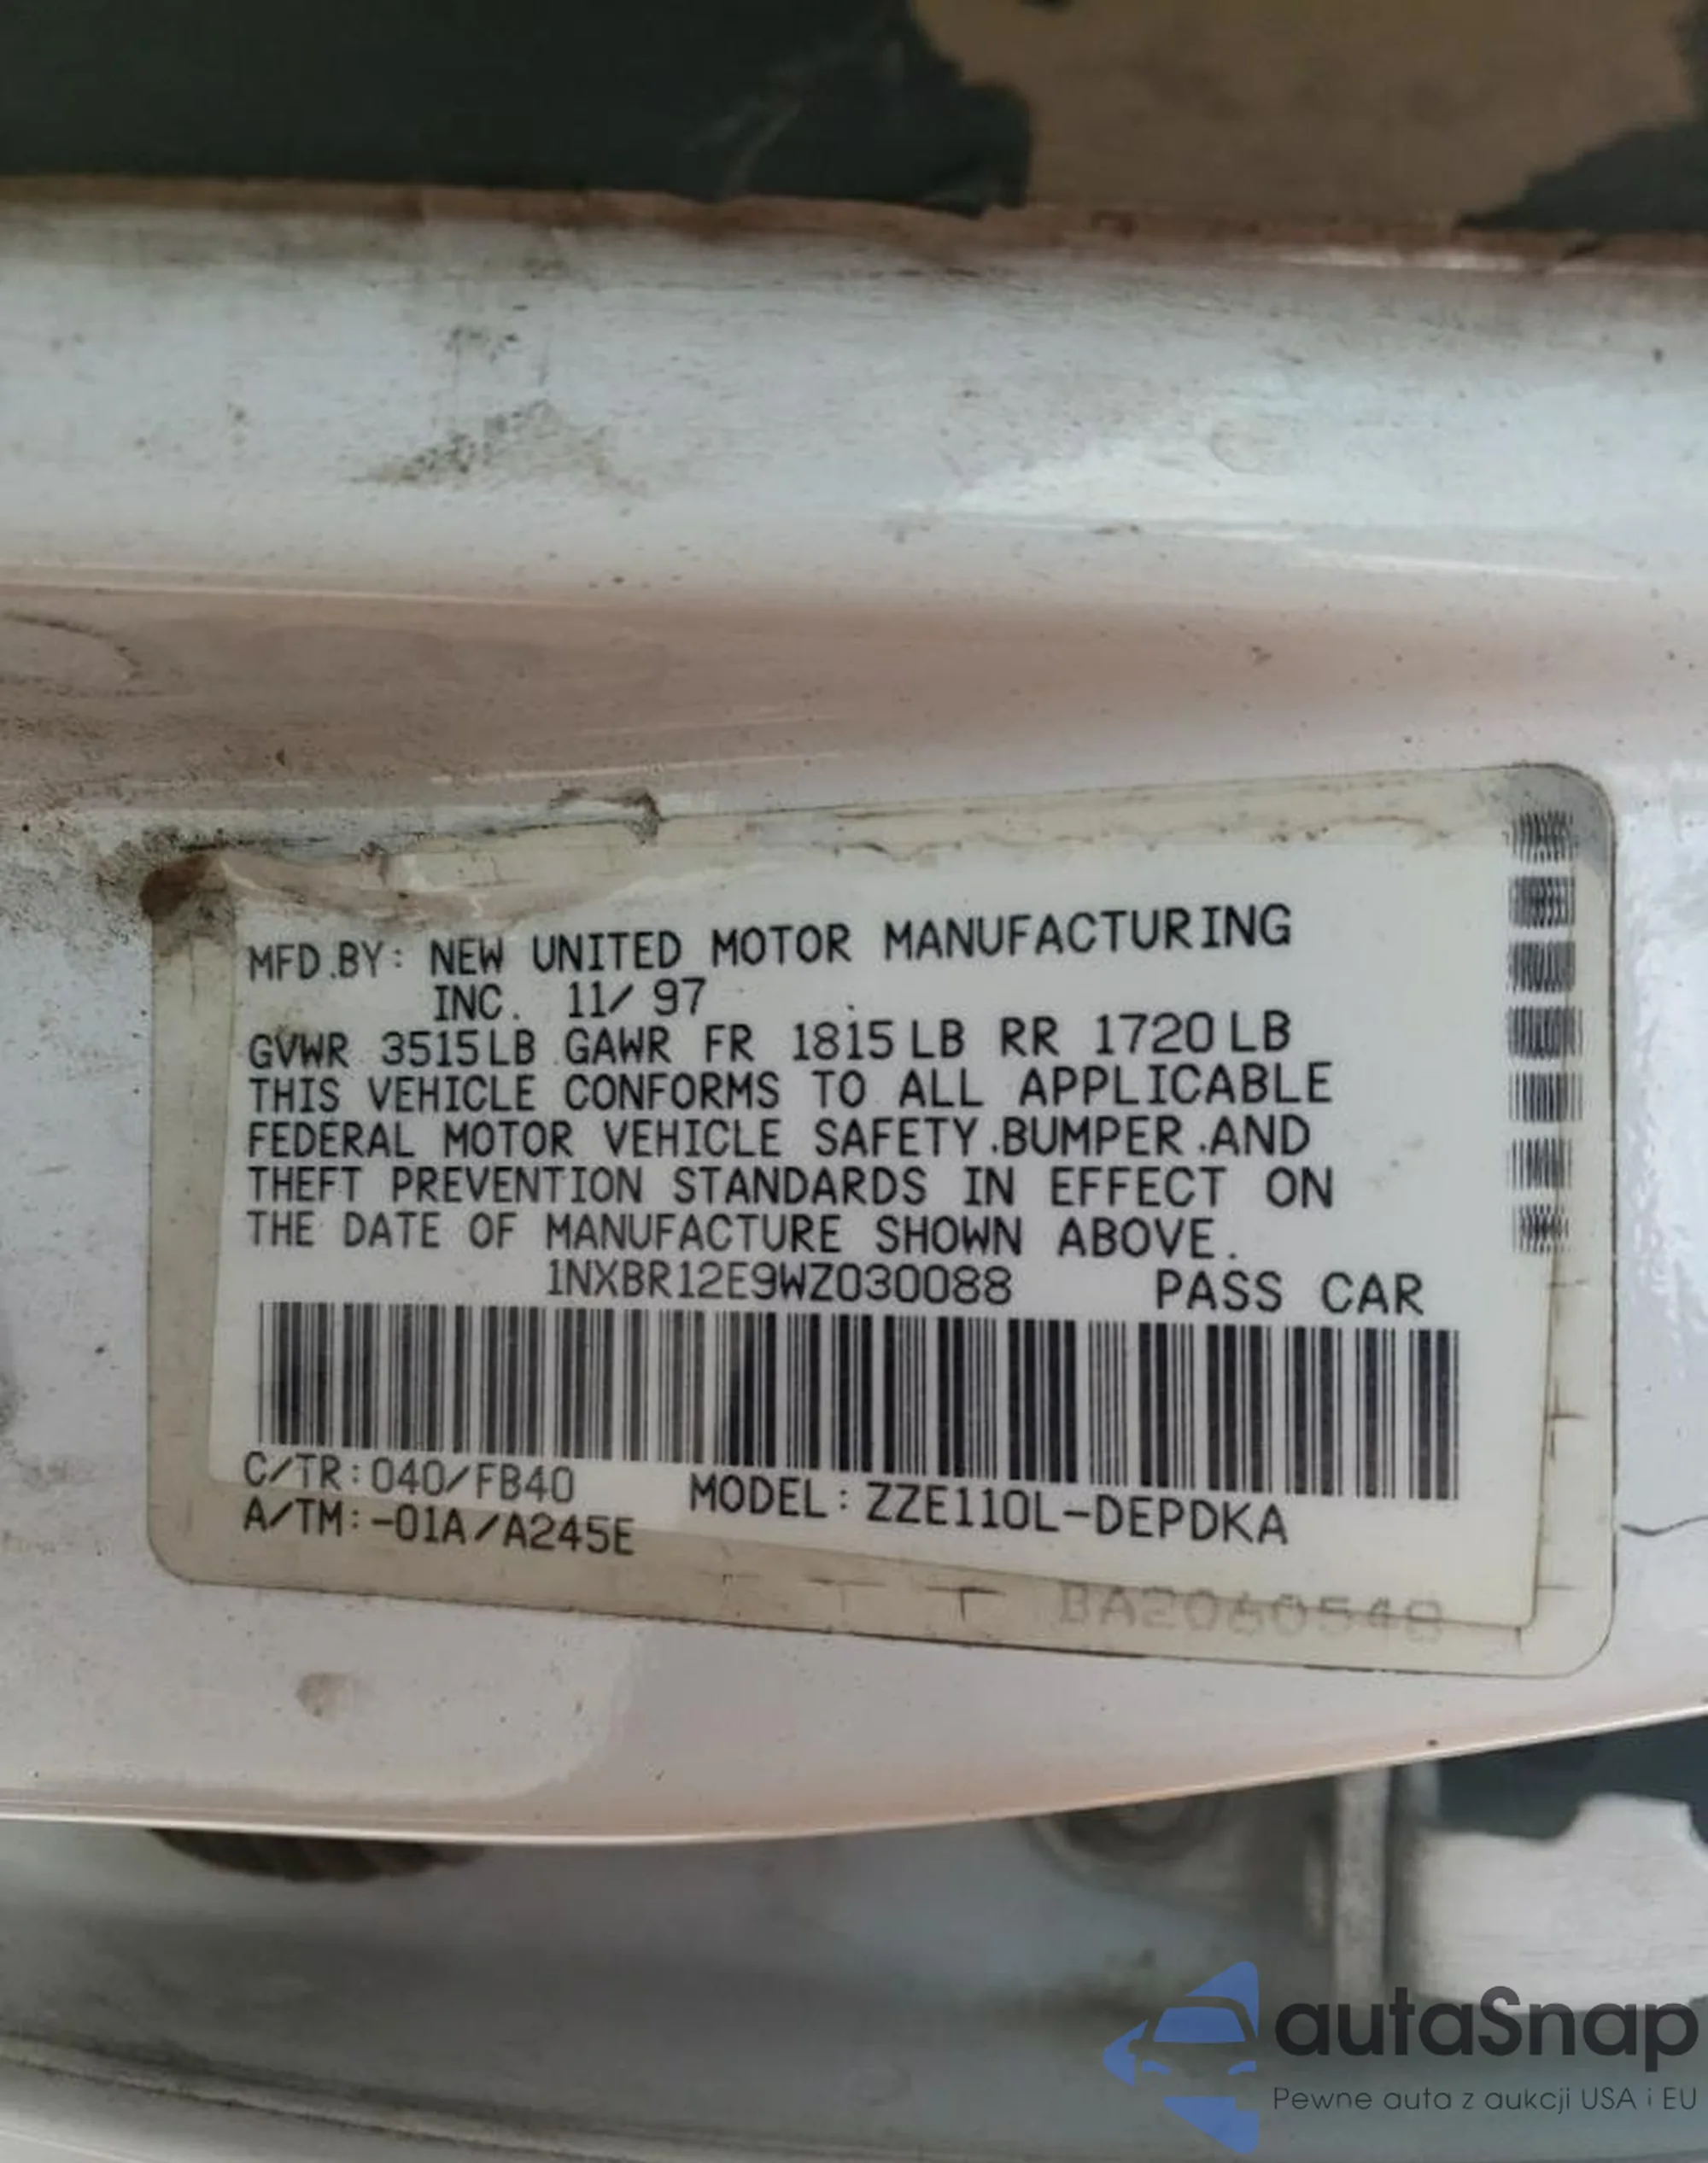 MFD.BY: NEW UNITED MOTOR MANUFACTURING
INC. 11/97
GVWR 3515LB GAWR FR 1815LB RR 1720LB
THIS VEHICLE CONFORMS TO ALL APPLICABLE
FEDERAL MOTOR VEHICLE SAFETY.BUMPER.AND
THEFT PREVENTION STANDARDS IN EFFECT ON
THE DATE OF MANUFACTURE SHOWN ABOVE.
1NXBR12E9WZ030088 PASS CAR
C/TR:040/FB40 MODEL:ZZE110L-DEPDKA
A/TM:-01A/A245E
BA2060548
autaSnap
Pewne auta z aukcji USA i EU